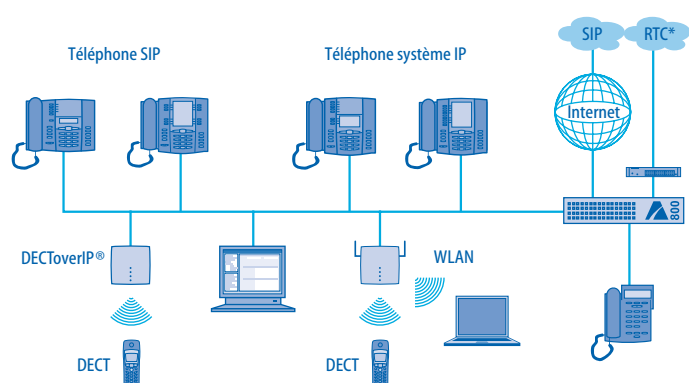 SIP
RTC*
Téléphone SIP
Téléphone système IP
Internet
800
DECToverIP®
WLAN
DECT
DECT